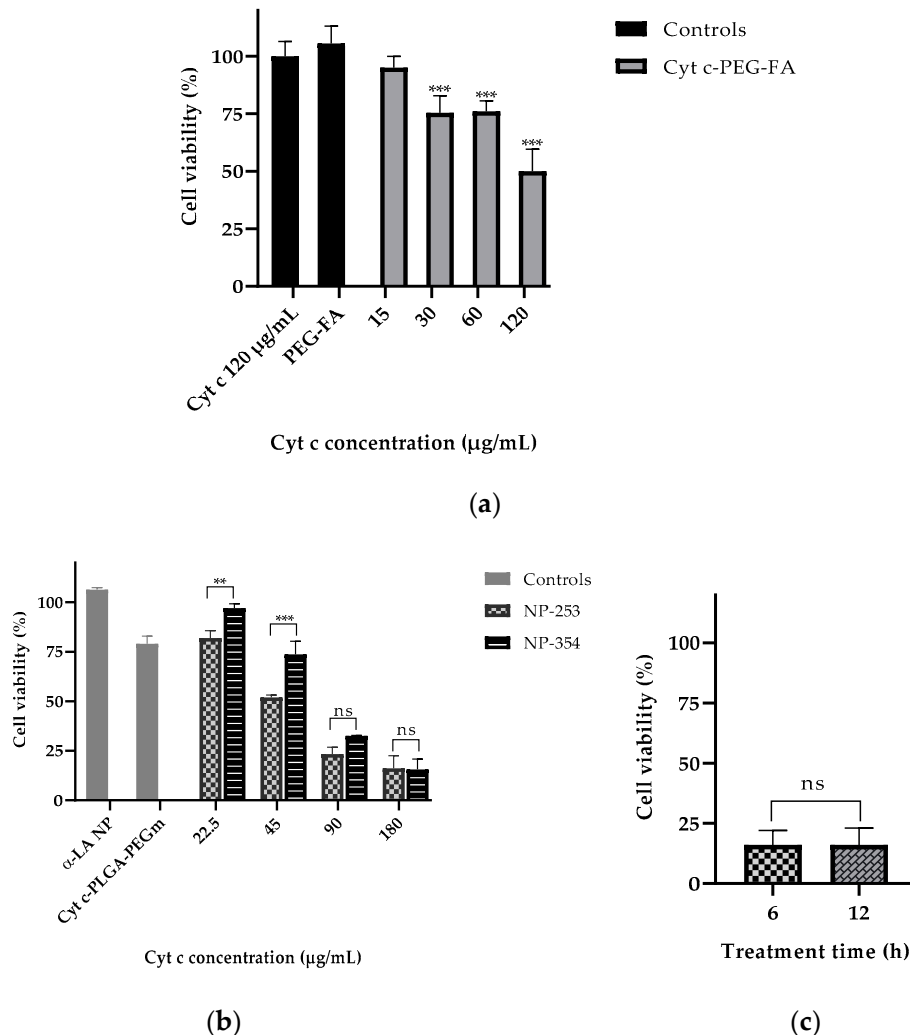 Controls
Cyt c-PEG-FA
Cell viability (%)
100
75
50
25
0
***
***
***
Cyt c 120 µg/mL
PEG-FA
15
30
60
120
Cyt c concentration (µg/mL)
(a)
Controls
NP-253
NP-354
Cell viability (%)
100
75
50
25
0
**
***
ns
ns
α-LA NP
Cyt c-PLGA-PEGm
22.5
45
90
180
Cyt c concentration (µg/mL)
(b)
Cell viability (%)
100
75
50
25
0
ns
6
12
Treatment time (h)
(c)